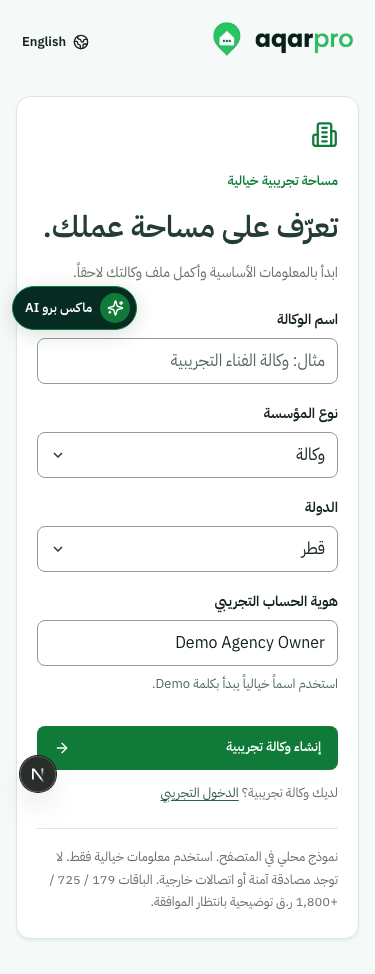 aqarpro
English
مساحة تجريبية خيالية
تعرّف على مساحة عملك.
ابدأ بالمعلومات الأساسية وأكمل ملف وكالتك لاحقاً.
ماكس برو AI
اسم الوكالة
مثال: وكالة الفناء التجريبية
نوع المؤسسة
وكالة
الدولة
قطر
هوية الحساب التجريبي
Demo Agency Owner
استخدم اسماً خيالياً يبدأ بكلمة Demo.
إنشاء وكالة تجريبية
N
لديك وكالة تجريبية؟ الدخول التجريبي
نموذج محلي في المتصفح. استخدم معلومات خيالية فقط. لا
توجد مصادقة آمنة أو اتصالات خارجية. الباقات 179 / 725 /
1,800+ ر.ق توضيحية بانتظار الموافقة.